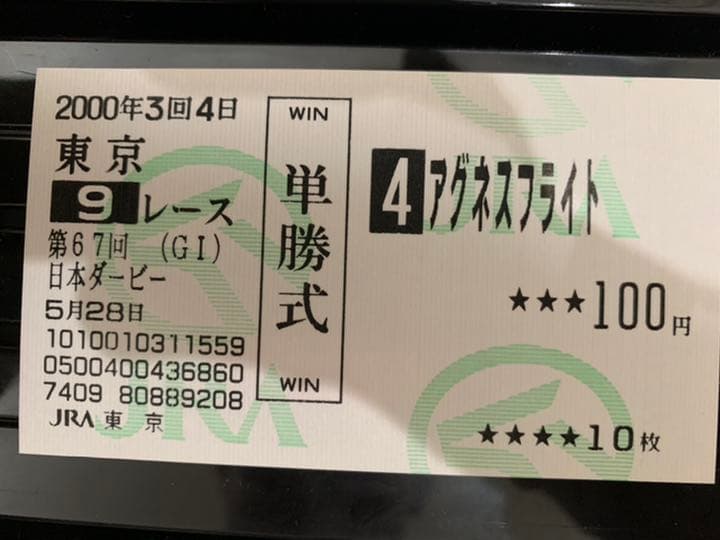 2000年3回4日
東京
9レース
第67回 (GI)
日本ダービー
5月28日
1010010311559
0500400436860
7409 80889208
JRA 東京
WIN
単勝式
WIN
4 アグネスフライト
★★★100円
★★★★10枚
JRA
JRA